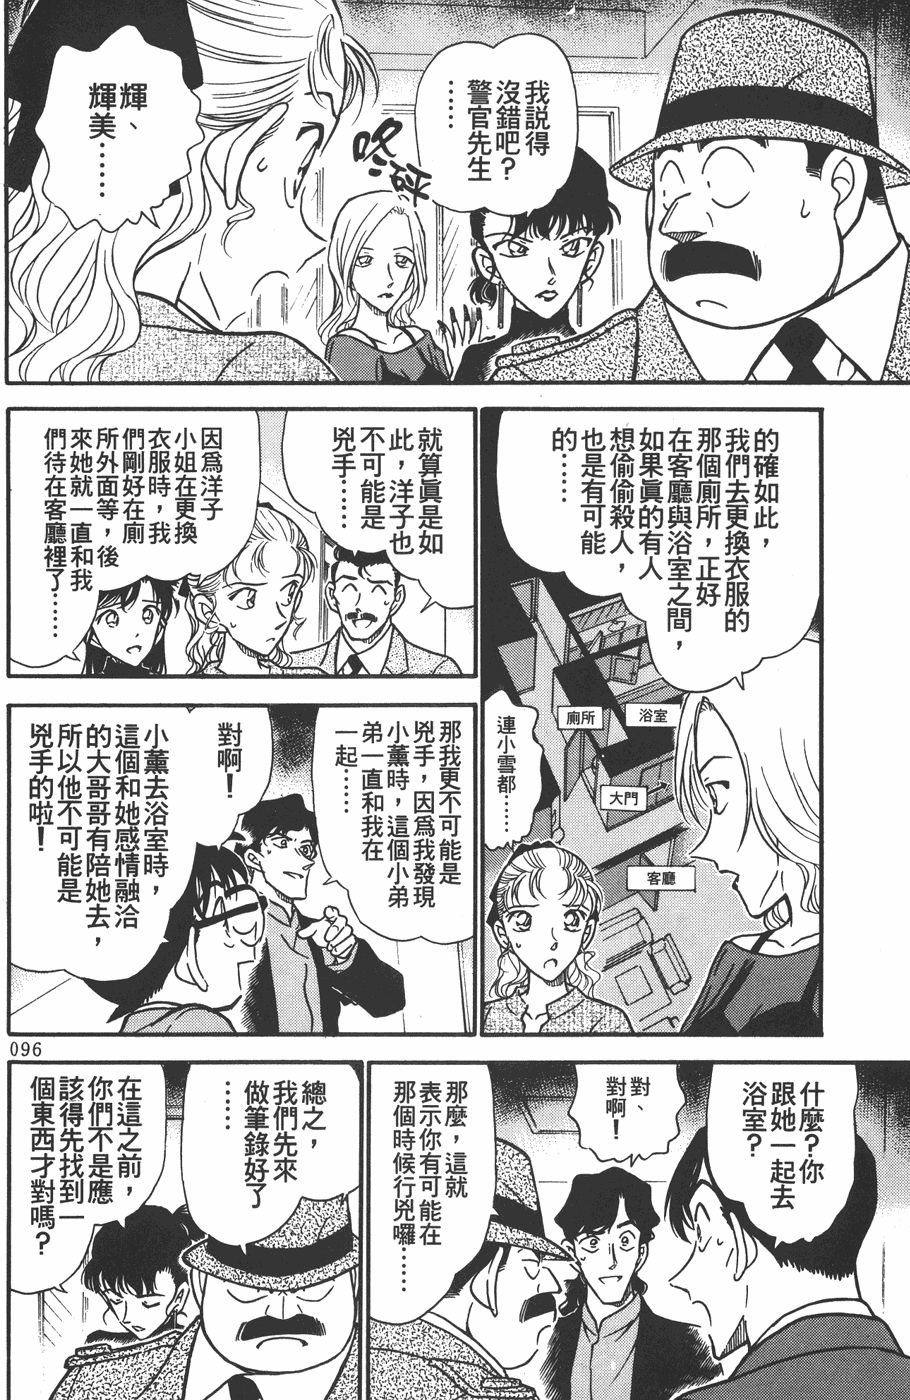 我說得
沒錯吧？
警官先生
……
咚
輝、
輝美……
的確如此，
我們去更換衣服的
那個廁所，正好
在客廳與浴室之間，
如果真的有人
想偷偷殺人，
也是有可能
的……
廁所
浴室
大門
客廳
連小雪都……
就算真是如
此，洋子也
不可能是
兇手……
因為洋子
小姐在更換
衣服時，我
們剛好在廁
所外面等，後
來她就一直和我
們待在客廳裡了……
那我更不可能是
兇手，因為我發現
小薰時，這個小弟
弟一直和我在
一起……
對啊！
小薰去浴室時，
這個和她感情融洽
的大哥哥有陪她去，
所以他不可能是
兇手的啦！
096
什麼？你
跟她一起去
浴室？
對、
對啊！
那麼，這就
表示你有可能在
那個時候行兇囉……
總之，
我們先來
做筆錄好了
……
在這之前，
你們不是應
該得先找到一
個東西才對嗎？